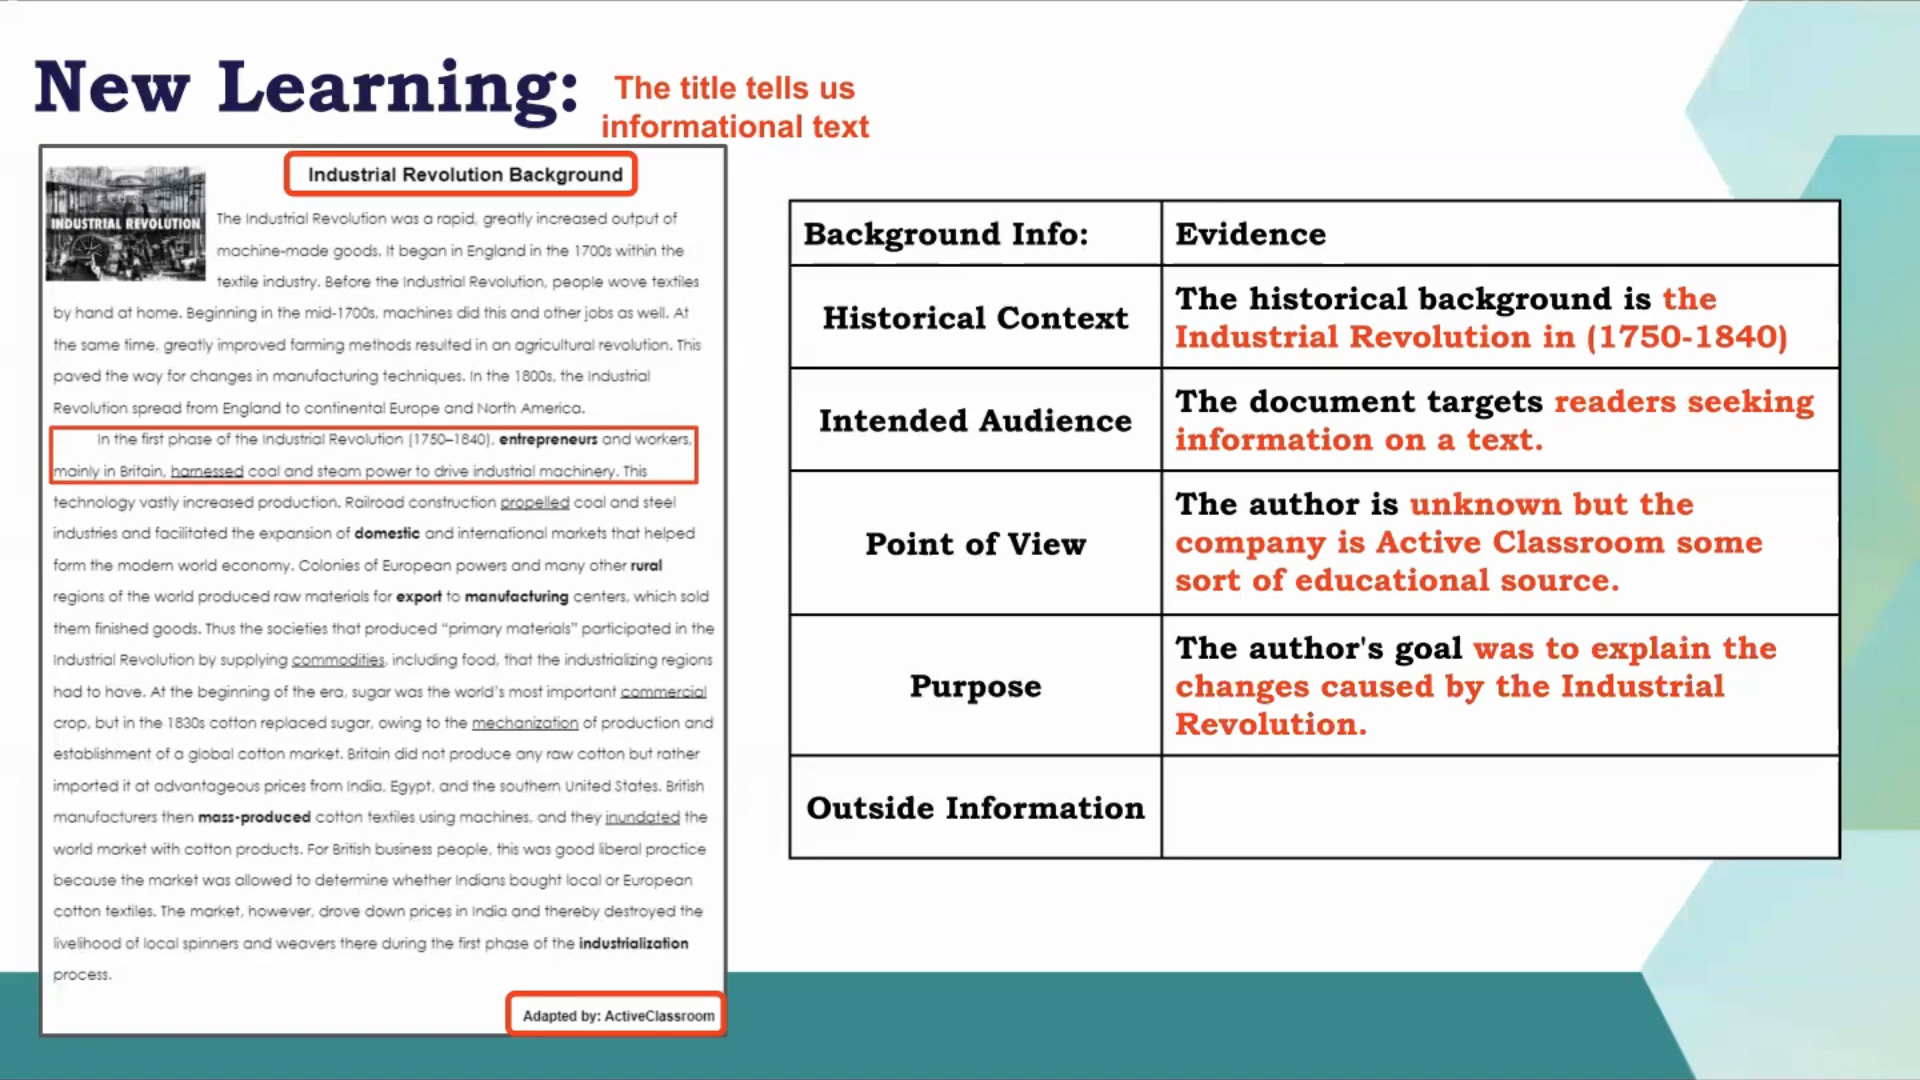 New Learning:
The title tells us
informational text
Industrial Revolution Background
INDUSTRIAL REVOLUTION
The Industrial Revolution was a rapid, greatly increased output of
machine-made goods. It began in England in the 1700s within the
textile industry. Before the Industrial Revolution, people wove textiles
by hand at home. Beginning in the mid-1700s, machines did this and other jobs as well. At
the same time, greatly improved farming methods resulted in an agricultural revolution. This
paved the way for changes in manufacturing techniques. In the 1800s, the Industrial
Revolution spread from England to continental Europe and North America.
In the first phase of the Industrial Revolution (1750–1840), entrepreneurs and workers,
mainly in Britain, harnessed coal and steam power to drive industrial machinery. This
technology vastly increased production. Railroad construction propelled coal and steel
industries and facilitated the expansion of domestic and international markets that helped
form the modern world economy. Colonies of European powers and many other rural
regions of the world produced raw materials for export to manufacturing centers, which sold
them finished goods. Thus the societies that produced “primary materials” participated in the
Industrial Revolution by supplying commodities, including food, that the industrializing regions
had to have. At the beginning of the era, sugar was the world’s most important commercial
crop, but in the 1830s cotton replaced sugar, owing to the mechanization of production and
establishment of a global cotton market. Britain did not produce any raw cotton but rather
imported it at advantageous prices from India, Egypt, and the southern United States. British
manufacturers then mass-produced cotton textiles using machines, and they inundated the
world market with cotton products. For British business people, this was good liberal practice
because the market was allowed to determine whether Indians bought local or European
cotton textiles. The market, however, drove down prices in India and thereby destroyed the
livelihood of local spinners and weavers there during the first phase of the industrialization
process.
Adapted by: ActiveClassroom
Background Info:
Evidence
Historical Context
The historical background is the
Industrial Revolution in (1750-1840)
Intended Audience
The document targets readers seeking
information on a text.
Point of View
The author is unknown but the
company is Active Classroom some
sort of educational source.
Purpose
The author's goal was to explain the
changes caused by the Industrial
Revolution.
Outside Information